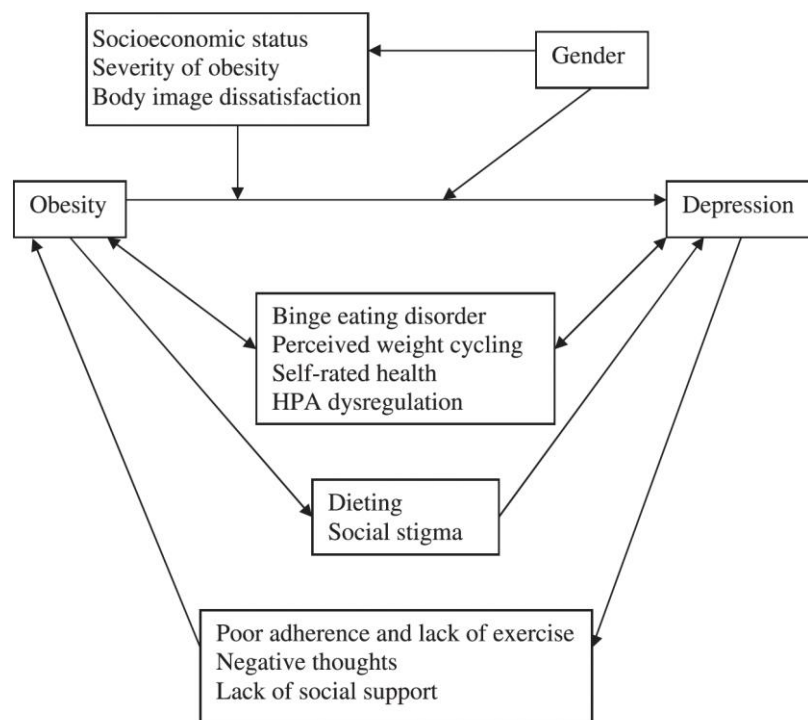 Socioeconomic status
Severity of obesity
Body image dissatisfaction
Gender
Obesity
Depression
Binge eating disorder
Perceived weight cycling
Self-rated health
HPA dysregulation
Dieting
Social stigma
Poor adherence and lack of exercise
Negative thoughts
Lack of social support